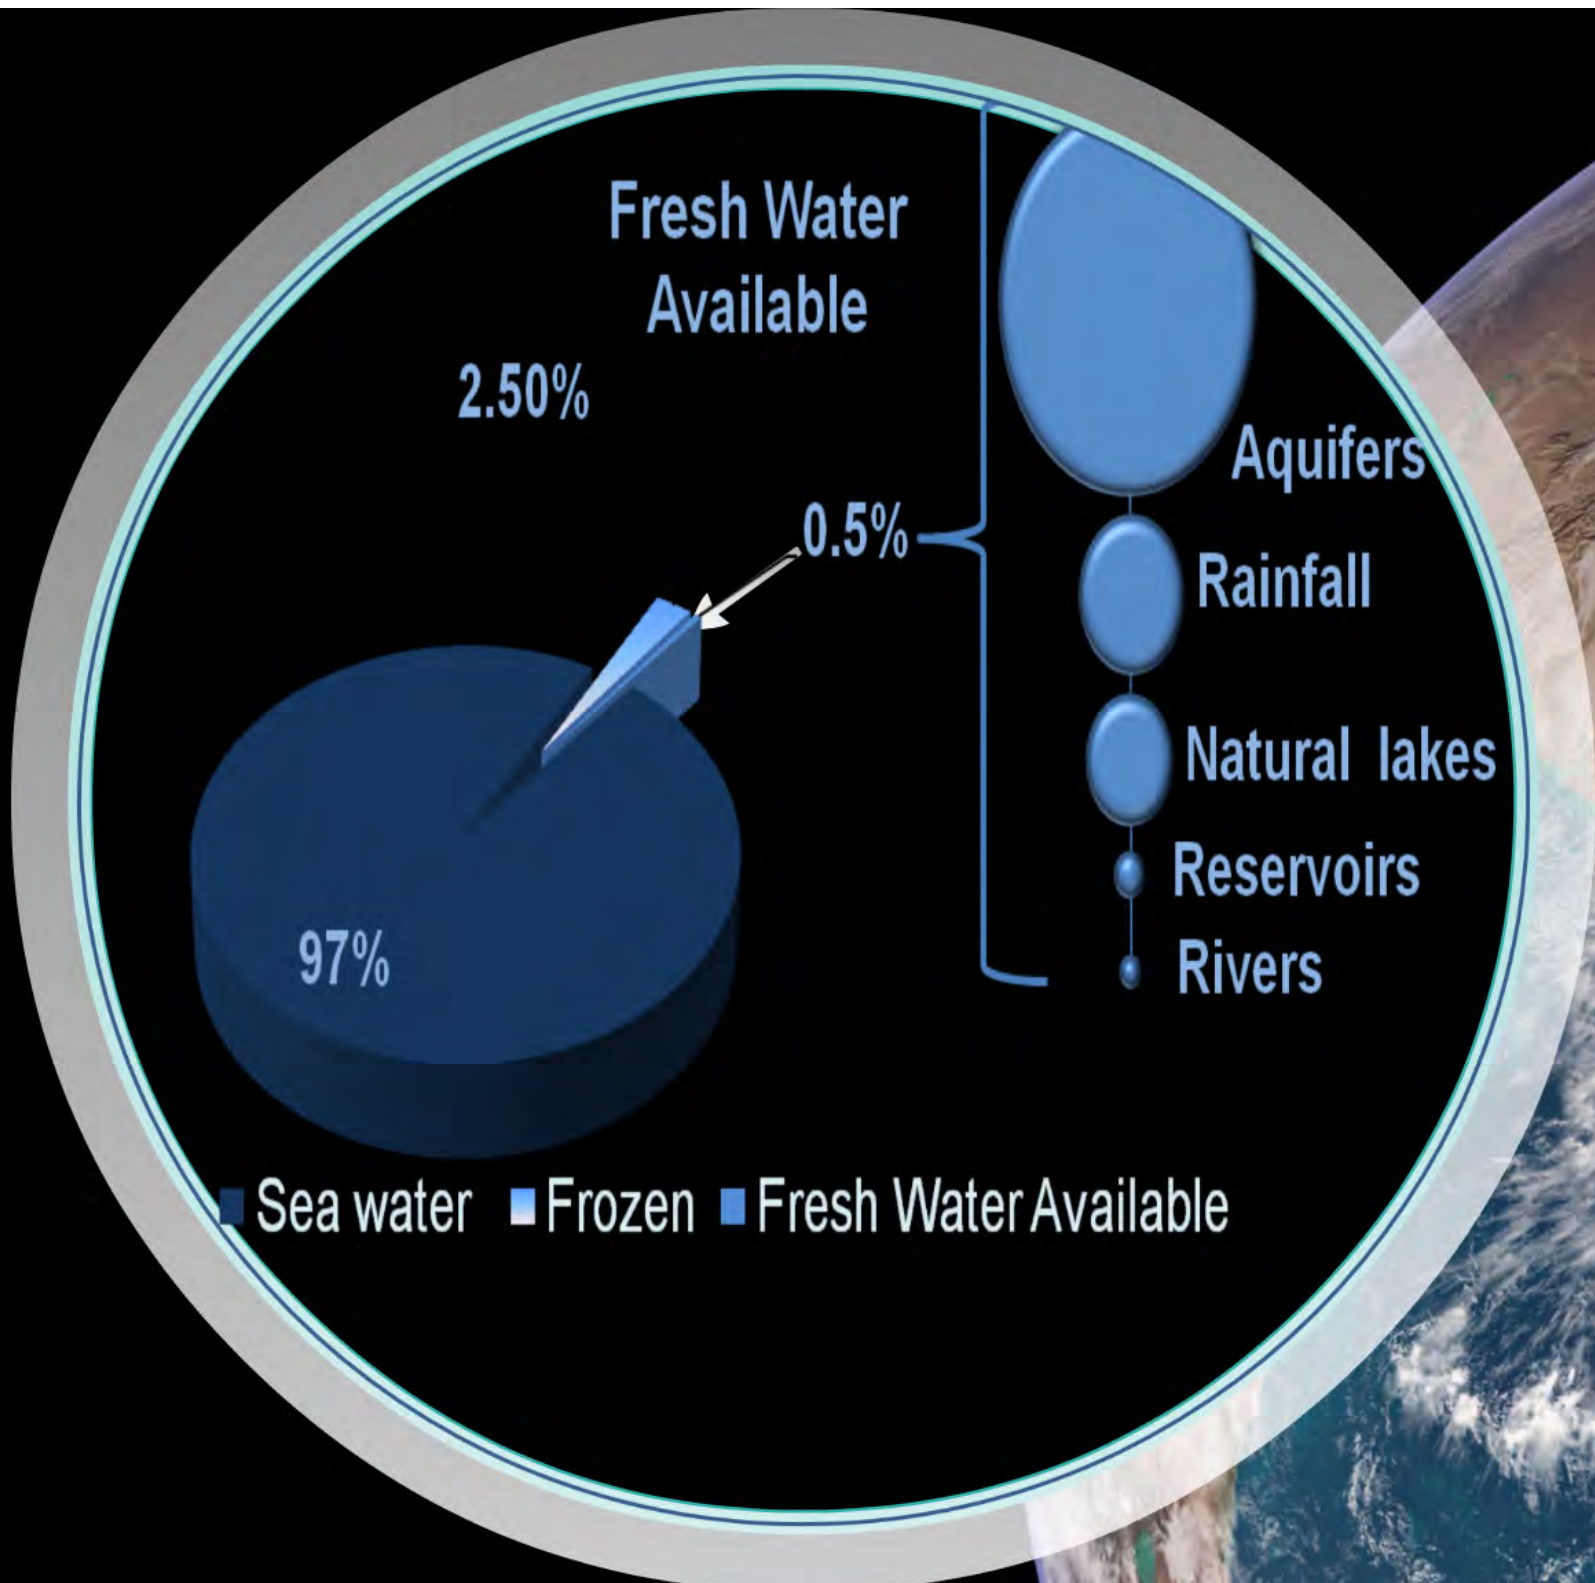 Fresh Water
Available
2.50%
0.5%
97%
Aquifers
Rainfall
Natural lakes
Reservoirs
Rivers
Sea water Frozen Fresh Water Available